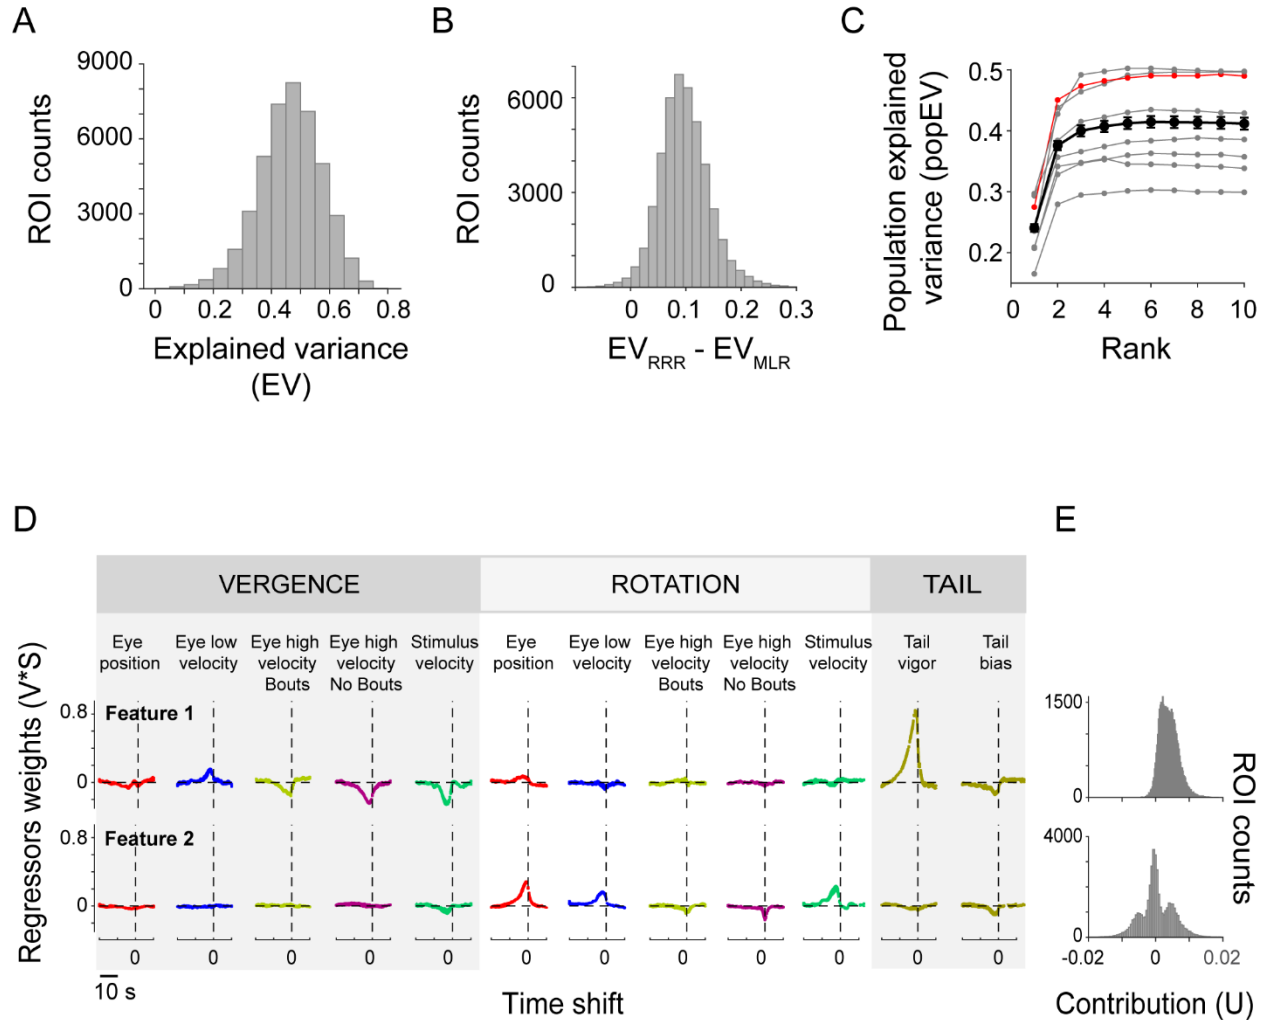 A
ROI counts
9000
6000
3000
0
0
0.2
0.4
0.6
0.8
Explained variance
(EV)
B
ROI counts
6000
3000
0
0
0.1
0.2
0.3
EVRRR - EVMLR
C
Population explained
variance (popEV)
0.5
0.4
0.3
0.2
0
2
4
6
8
10
Rank
D
Regressors weights (V*S)
VERGENCE
ROTATION
TAIL
Eye
position
Eye low
velocity
Eye high
velocity
Bouts
Eye high
velocity
No Bouts
Stimulus
velocity
Eye
position
Eye low
velocity
Eye high
velocity
Bouts
Eye high
velocity
No Bouts
Stimulus
velocity
Tail
vigor
Tail
bias
0.8
Feature 1
0
0.8
Feature 2
0
0
0
0
0
0
0
0
0
0
0
0
0
10 s
Time shift
E
1500
0
4000
0
-0.02
0
0.02
ROI counts
Contribution (U)